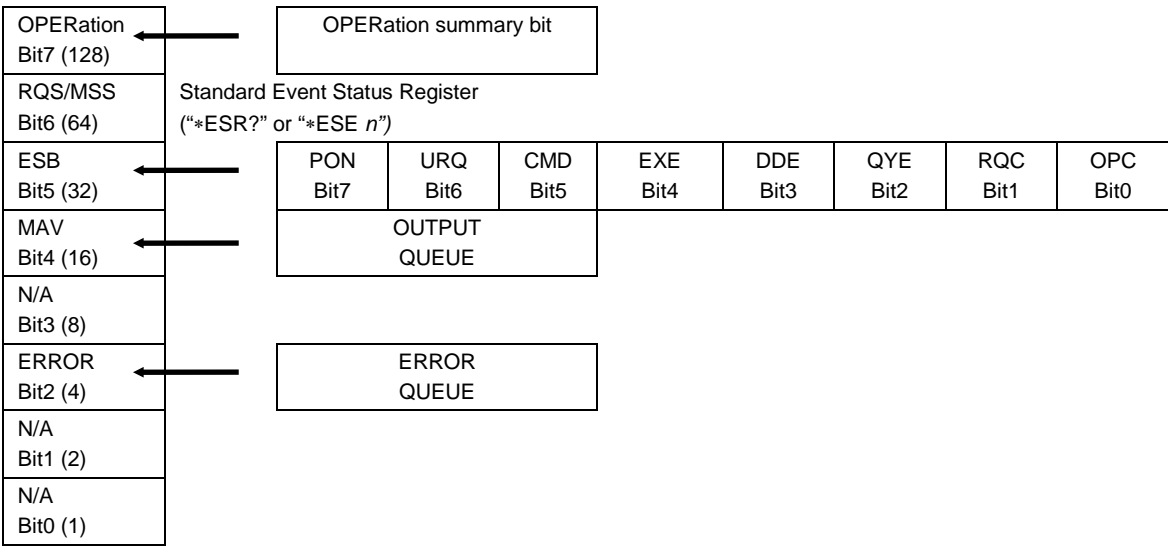 OPERation
Bit7 (128)
OPERation summary bit
RQS/MSS
Bit6 (64)
Standard Event Status Register
(“∗ESR?” or “∗ESE n”)
ESB
Bit5 (32)
PON URQ CMD EXE DDE QYE RQC OPC
Bit7 Bit6 Bit5 Bit4 Bit3 Bit2 Bit1 Bit0
MAV
Bit4 (16)
OUTPUT
QUEUE
N/A
Bit3 (8)
ERROR
Bit2 (4)
ERROR
QUEUE
N/A
Bit1 (2)
N/A
Bit0 (1)